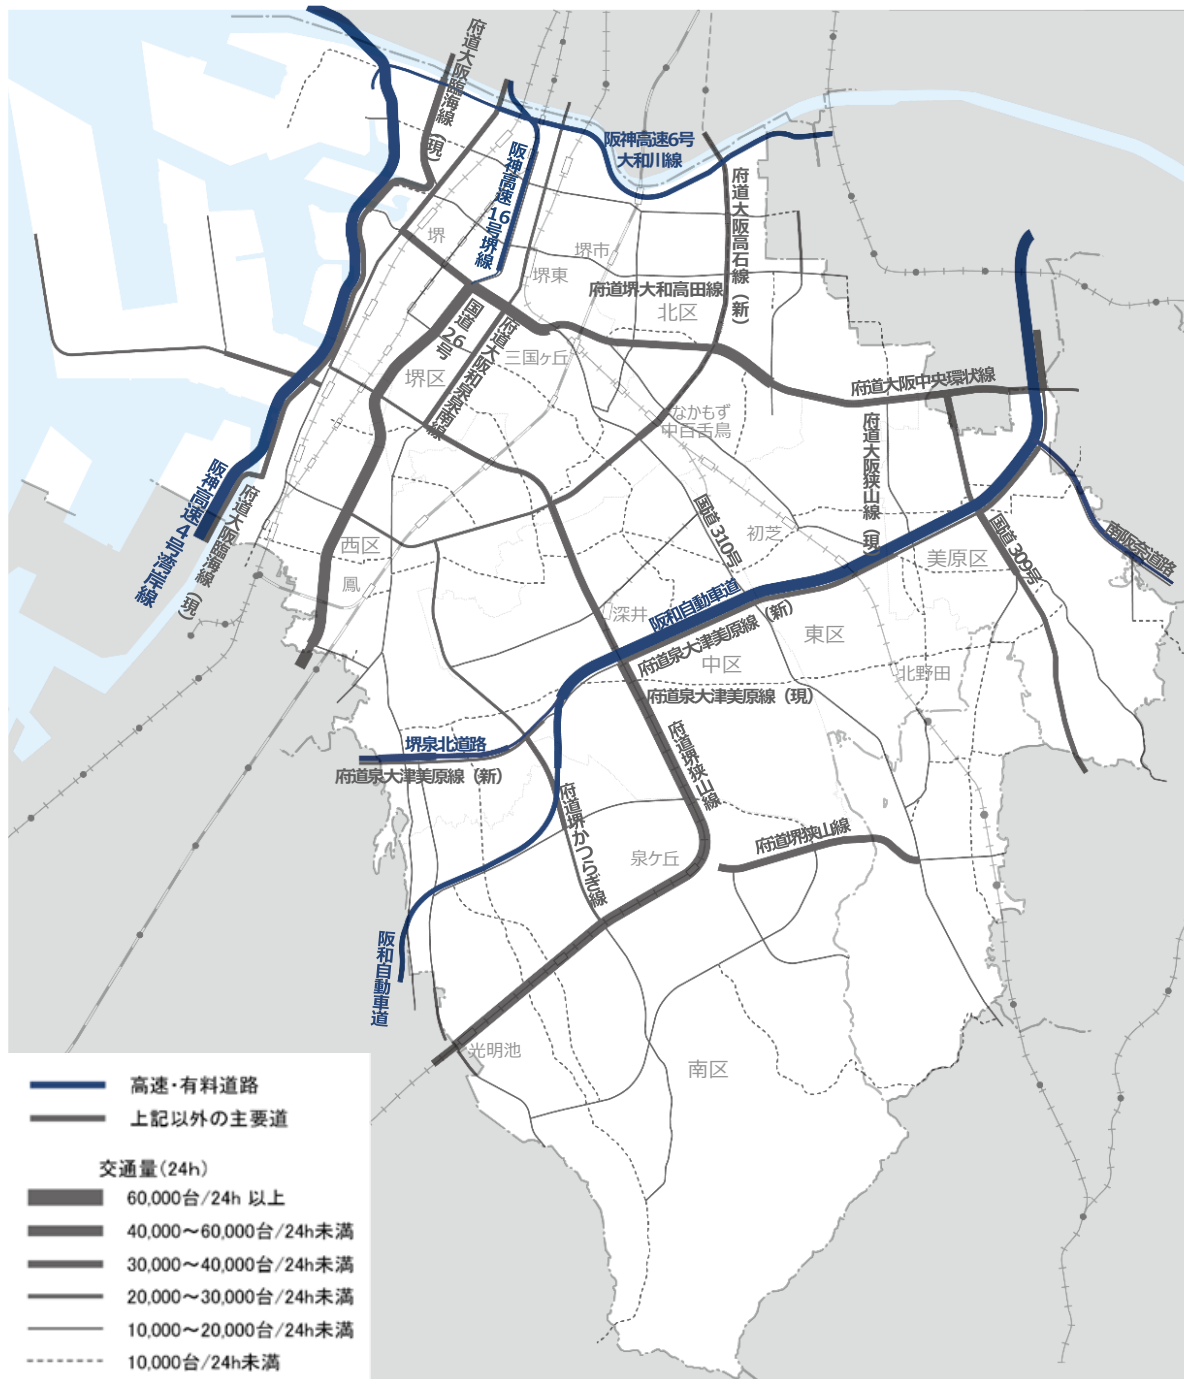 府道大阪臨海線（現）
阪神高速6号
大和川線
阪神高速16号堺線
府道大阪高石線（新）
堺
堺市
堺東
府道堺大和高田線
北区
国道26号
府道大阪和泉泉南線
三国ヶ丘
堺区
府道大阪中央環状線
なかもず
中百舌鳥
府道大阪狭山線（現）
阪神高速4号湾岸線
府道大阪臨海線（現）
国道310号
初芝
国道309号
南阪奈道路
西区
美原区
鳳
深井
阪和自動車道
府道泉大津美原線（新）
東区
中区
北野田
府道泉大津美原線（現）
堺泉北道路
府道泉大津美原線（新）
府道堺狭山線
府道堺かつらぎ線
府道堺狭山線
泉ケ丘
阪和自動車道
光明池
南区
高速・有料道路
上記以外の主要道
交通量(24h)
60,000台/24h 以上
40,000～60,000台/24h未満
30,000～40,000台/24h未満
20,000～30,000台/24h未満
10,000～20,000台/24h未満
10,000台/24h未満